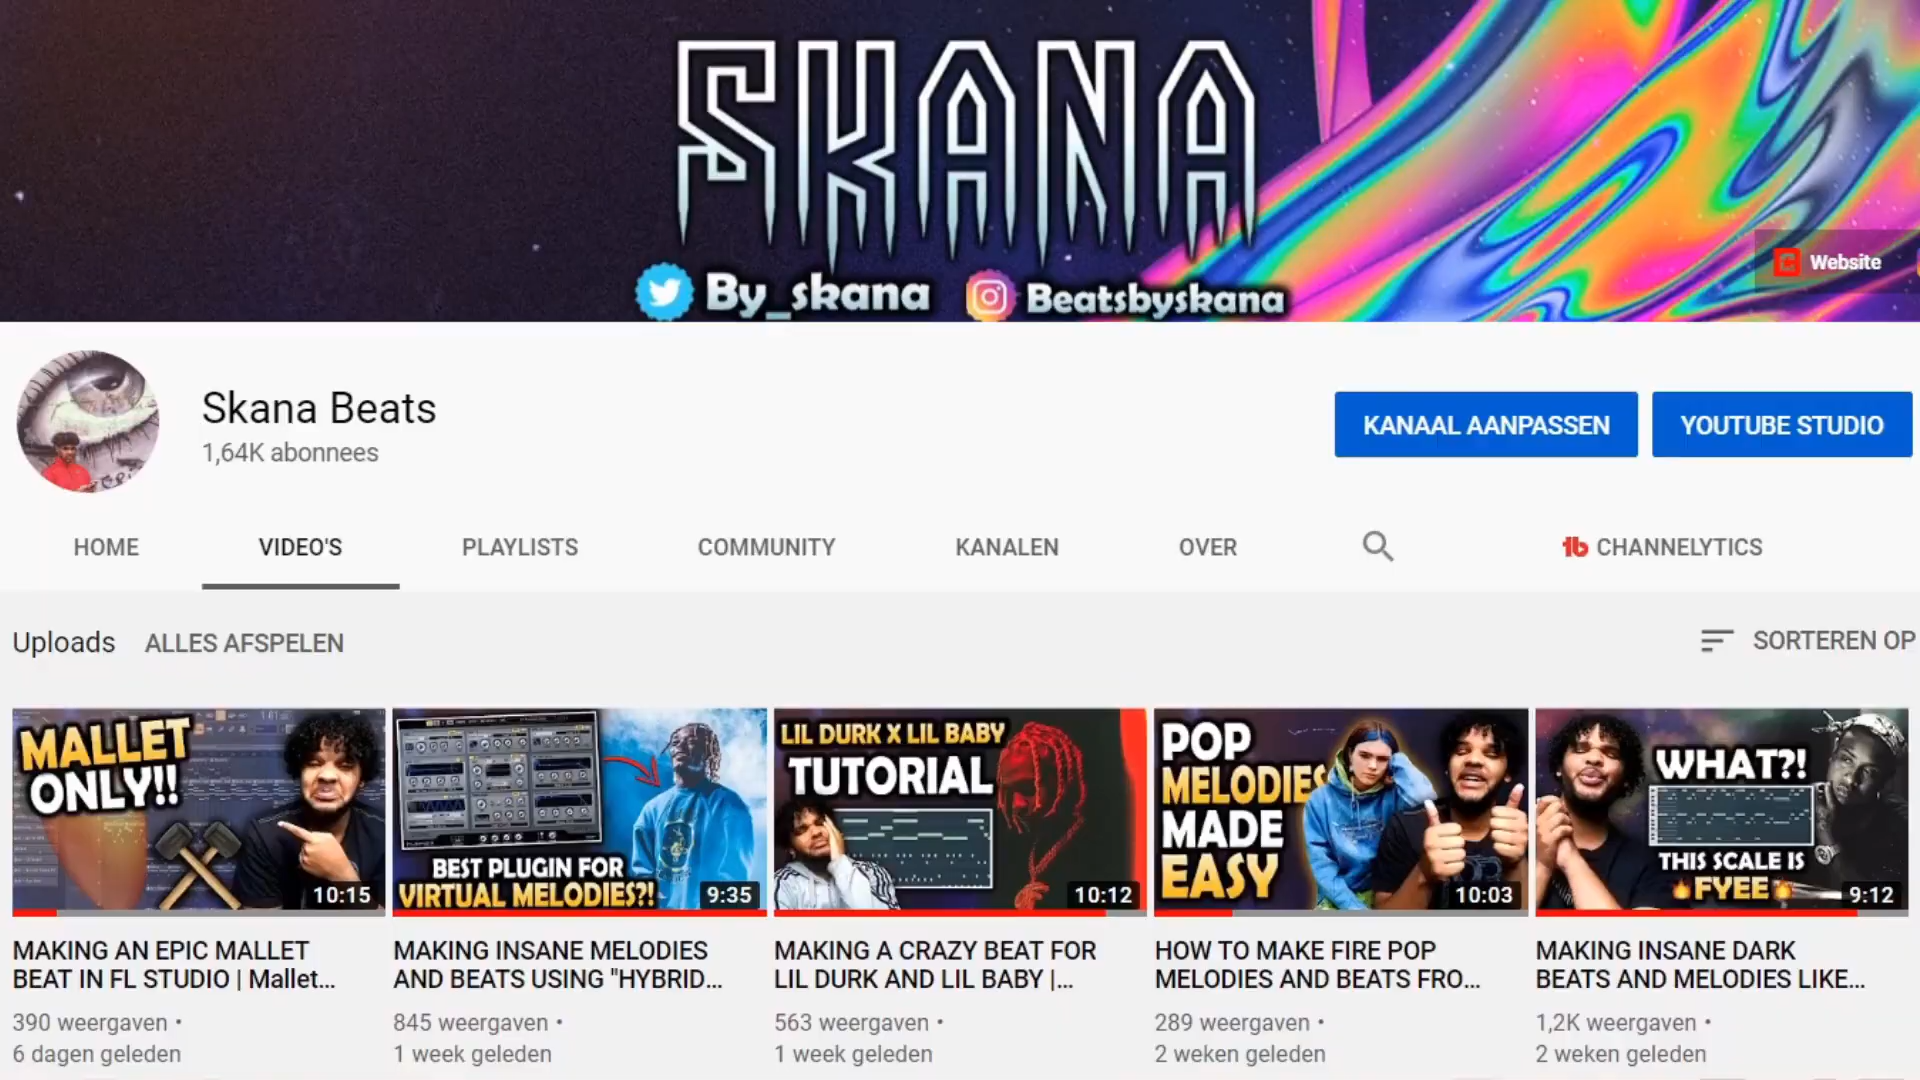 SKANA
By_skana
Beatsbyskana
Website
Skana Beats
1,64K abonnees
KANAAL AANPASSEN
YOUTUBE STUDIO
HOME
VIDEO'S
PLAYLISTS
COMMUNITY
KANALEN
OVER
CHANNELYTICS
Uploads
ALLES AFSPELEN
SORTEREN OP
MALLET
ONLY!!
10:15
BEST PLUGIN FOR
VIRTUAL MELODIES?!
9:35
LIL DURK X LIL BABY
TUTORIAL
10:12
POP
MELODIES
MADE
EASY
10:03
WHAT?!
THIS SCALE IS
FYEE
9:12
MAKING AN EPIC MALLET
BEAT IN FL STUDIO | Mallet...
390 weergaven •
6 dagen geleden
MAKING INSANE MELODIES
AND BEATS USING "HYBRID...
845 weergaven •
1 week geleden
MAKING A CRAZY BEAT FOR
LIL DURK AND LIL BABY |...
563 weergaven •
1 week geleden
HOW TO MAKE FIRE POP
MELODIES AND BEATS FRO...
289 weergaven •
2 weken geleden
MAKING INSANE DARK
BEATS AND MELODIES LIKE...
1,2K weergaven •
2 weken geleden